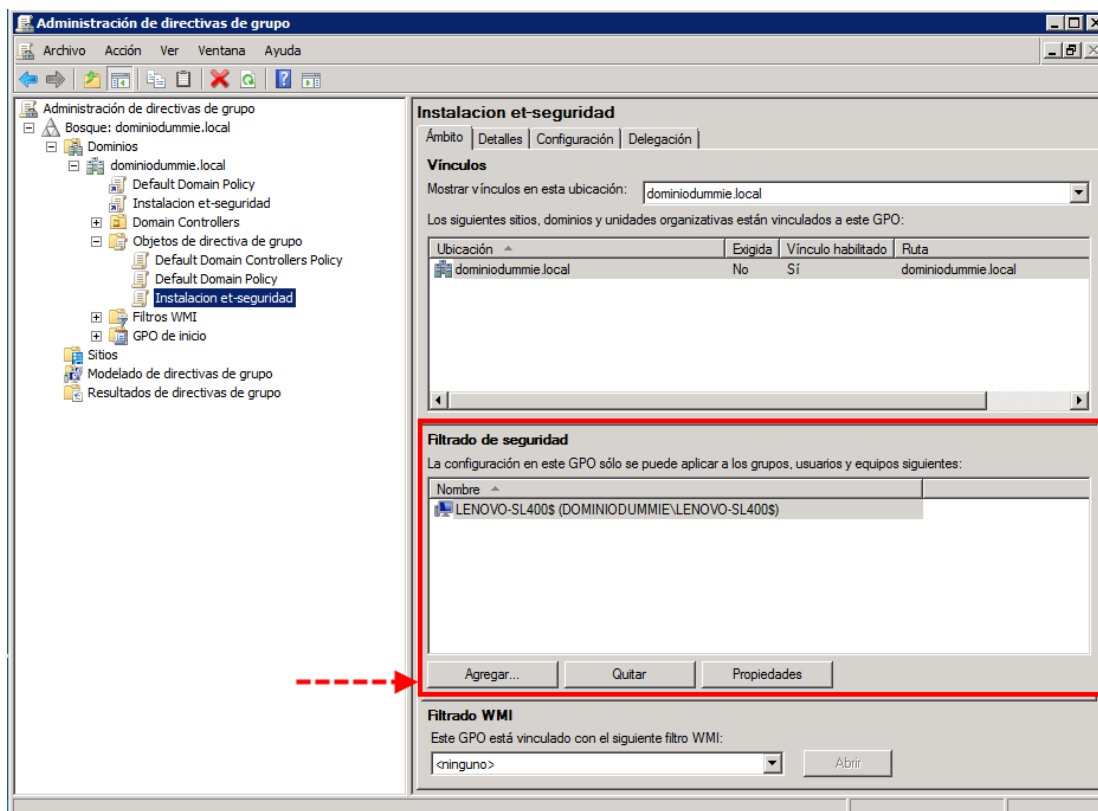 Administración de directivas de grupo
Archivo Acción Ver Ventana Ayuda
Administración de directivas de grupo
Bosque: dominiodummie.local
Dominios
dominiodummie.local
Default Domain Policy
Instalacion et-seguridad
Domain Controllers
Objetos de directiva de grupo
Default Domain Controllers Policy
Default Domain Policy
Instalacion et-seguridad
Filtros WMI
GPO de inicio
Sitios
Modelado de directivas de grupo
Resultados de directivas de grupo
Instalacion et-seguridad
Ámbito Detalles Configuración Delegación
Vínculos
Mostrar vínculos en esta ubicación: dominiodummie.local
Los siguientes sitios, dominios y unidades organizativas están vinculados a este GPO:
Ubicación Exigida Vínculo habilitado Ruta
dominiodummie.local No Sí dominiodummie.local
Filtrado de seguridad
La configuración en este GPO sólo se puede aplicar a los grupos, usuarios y equipos siguientes:
Nombre
LENOVO-SL400$ (DOMINIODUMMIE\LENOVO-SL400$)
Agregar... Quitar Propiedades
Filtrado WMI
Este GPO está vinculado con el siguiente filtro WMI:
<ninguno> Abrir